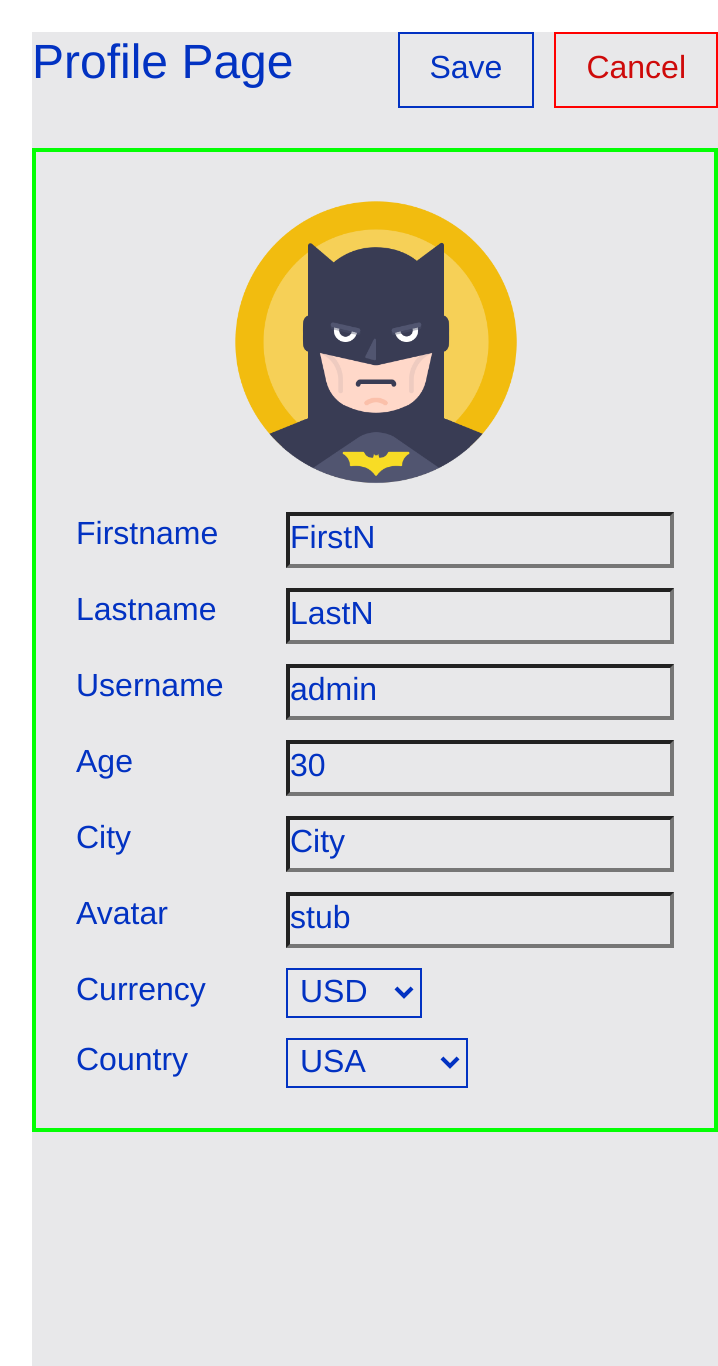 Profile Page Save Cancel
Firstname FirstN
Lastname LastN
Username admin
Age 30
City City
Avatar stub
Currency USD
Country USA